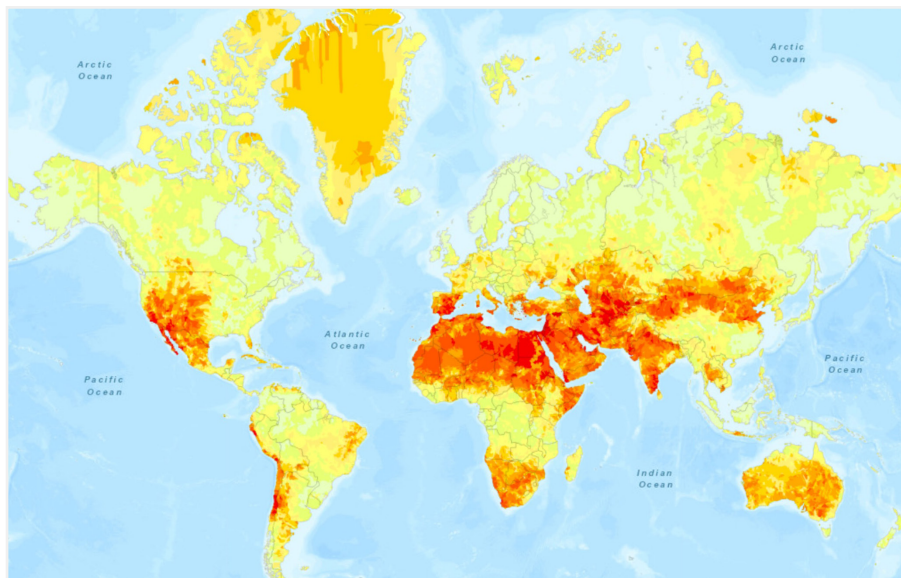 Arctic
Ocean
Arctic
Ocean
Atlantic
Ocean
Pacific
Ocean
Pacific
Ocean
Indian
Ocean